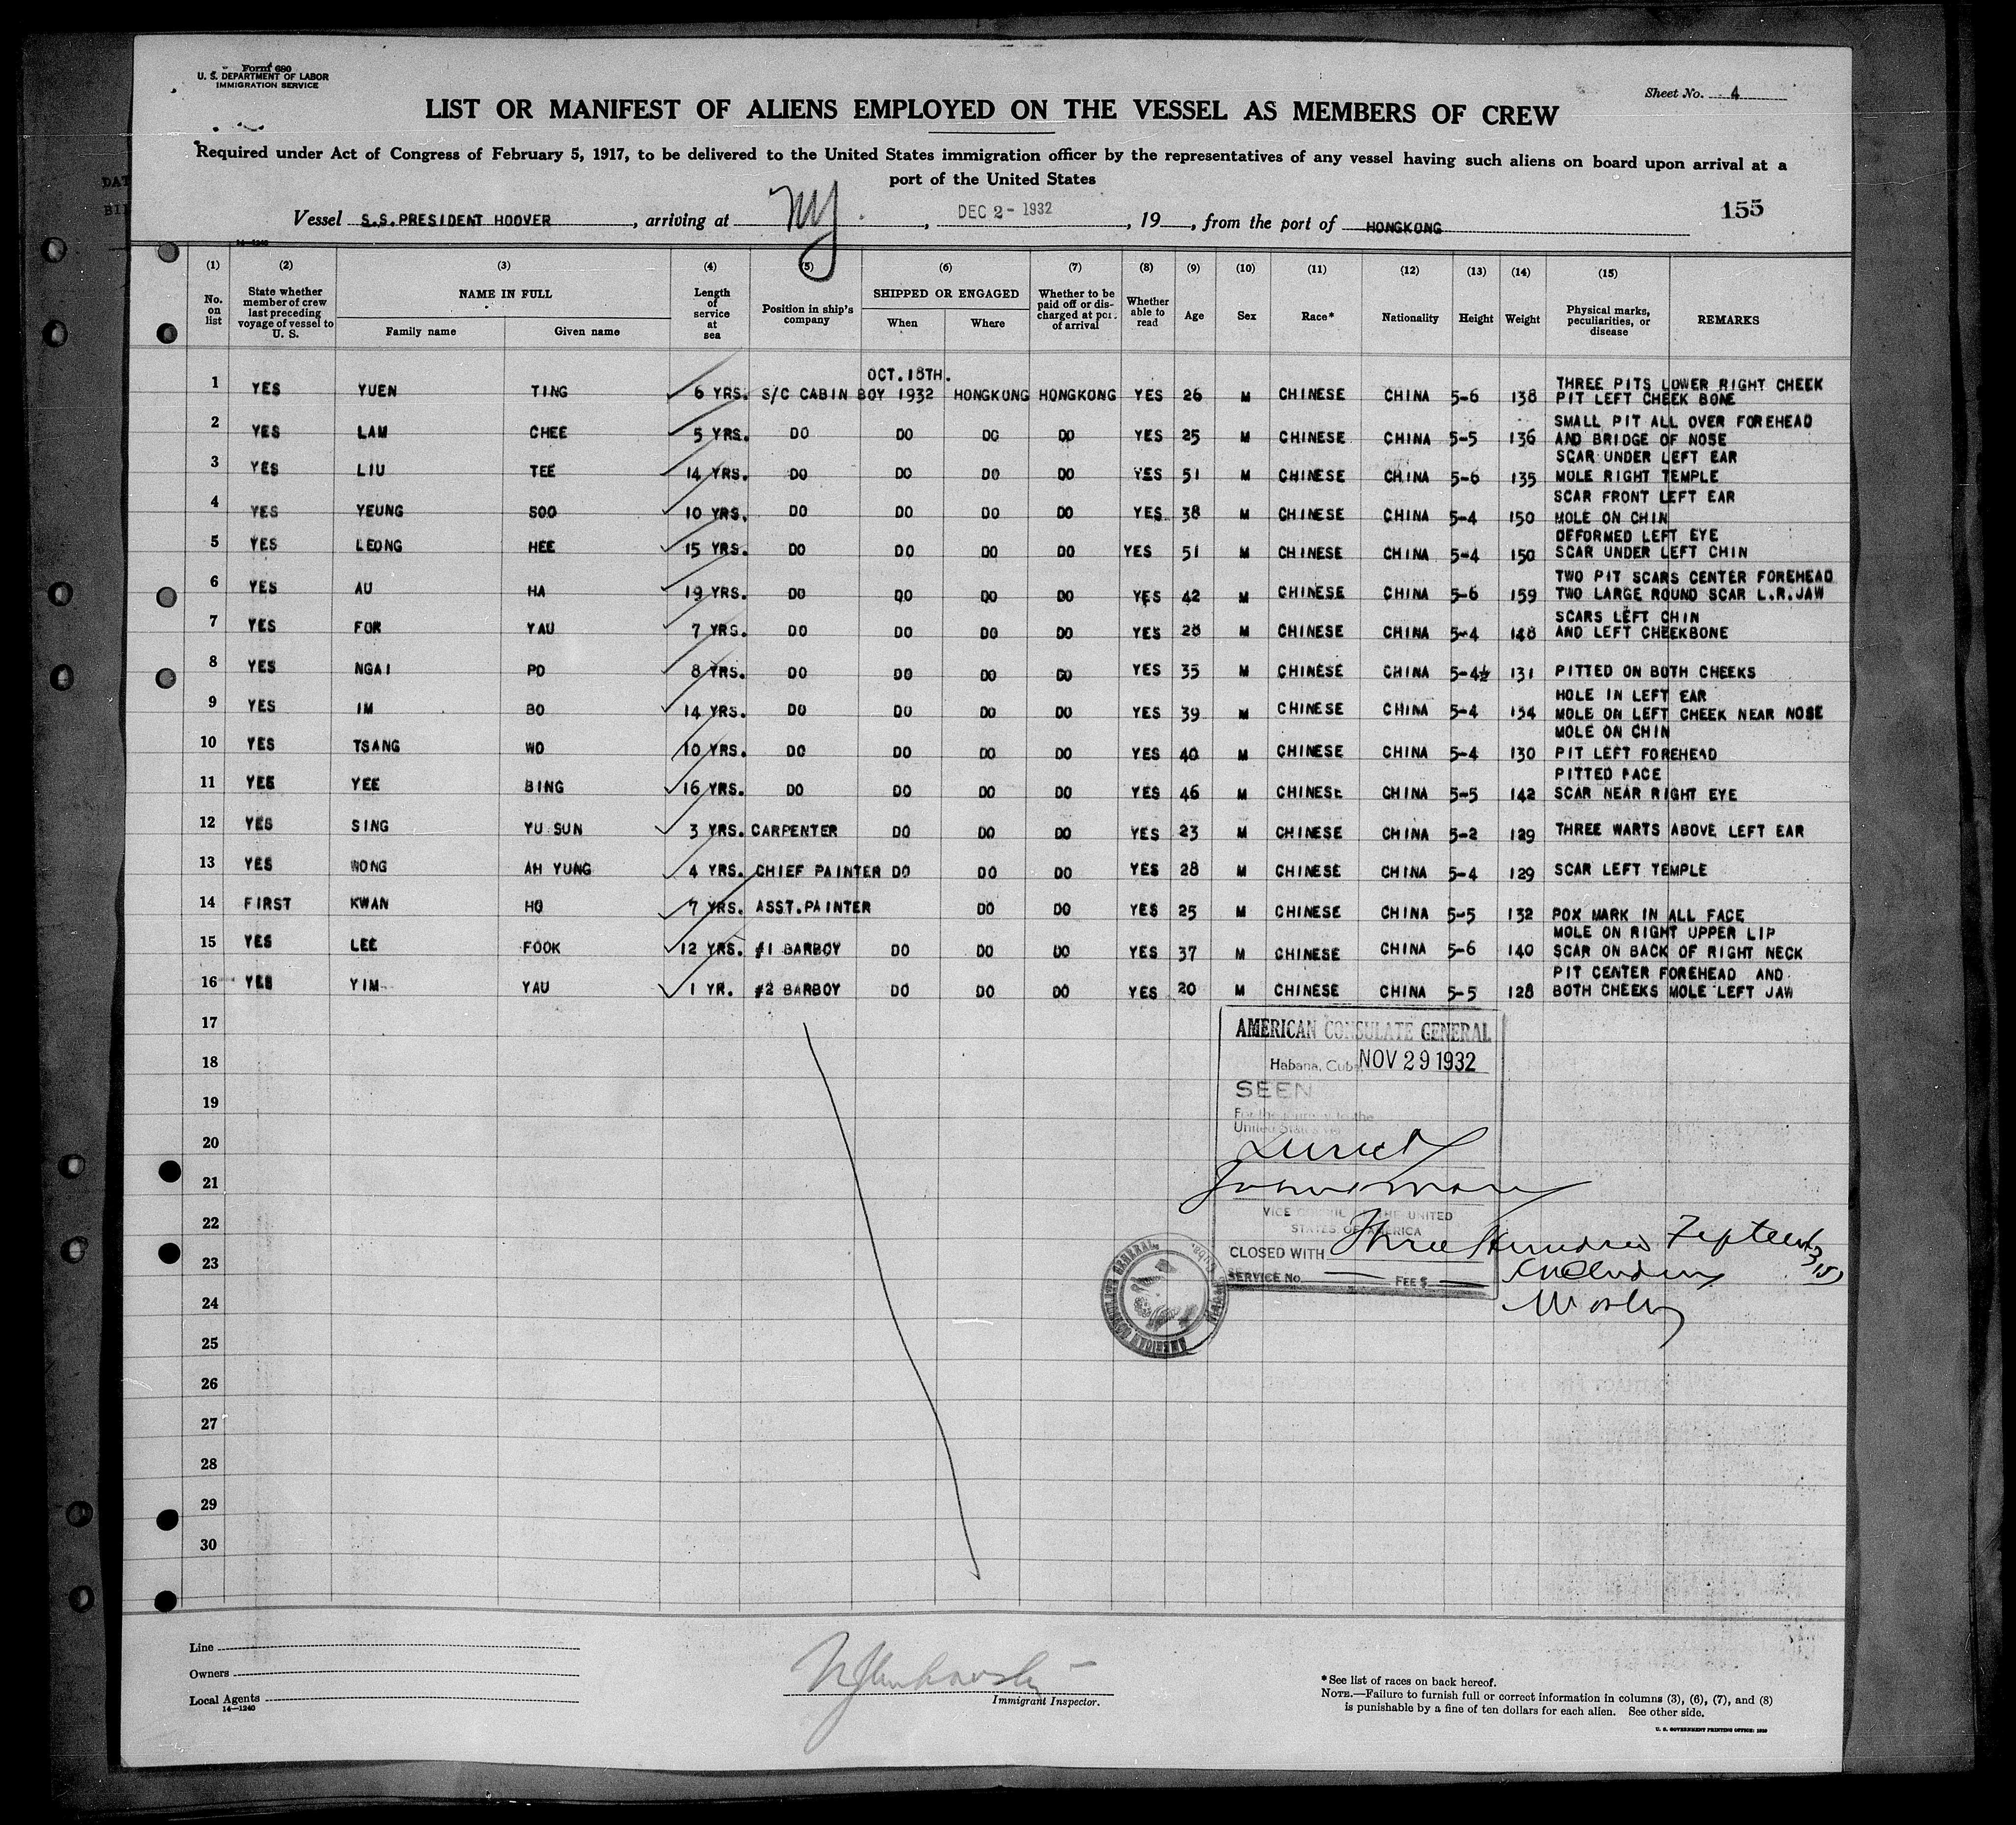 Form 680
U. S. DEPARTMENT OF LABOR
IMMIGRATION SERVICE
Sheet No. 4
LIST OR MANIFEST OF ALIENS EMPLOYED ON THE VESSEL AS MEMBERS OF CREW
Required under Act of Congress of February 5, 1917, to be delivered to the United States immigration officer by the representatives of any vessel having such aliens on board upon arrival at a
port of the United States
155
Vessel S.S.PRESIDENT HOOVER, arriving at NY, DEC 2 - 1932, 19__, from the port of HONGKONG
14—1240
(1) (2) (3) (4) (5) (6) (7) (8) (9) (10) (11) (12) (13) (14) (15)
No. on list | State whether member of crew last preceding voyage of vessel to U. S. | NAME IN FULL Family name Given name | Length of service at sea | Position in ship's company | SHIPPED OR ENGAGED When Where | Whether to be paid off or discharged at port of arrival | Whether able to read | Age | Sex | Race* | Nationality | Height | Weight | Physical marks, peculiarities, or disease | REMARKS
OCT.18TH.
1 YES YUEN TING 6 YRS. S/C CABIN BOY 1932 HONGKONG HONGKONG YES 26 M CHINESE CHINA 5-6 138 THREE PITS LOWER RIGHT CHEEK
PIT LEFT CHEEK BONE
2 YES LAM CHEE 5 YRS. DO DO DO DO YES 25 M CHINESE CHINA 5-5 136 SMALL PIT ALL OVER FOREHEAD
AND BRIDGE OF NOSE
3 YES LIU TEE 14 YRS. DO DO DO DO YES 51 M CHINESE CHINA 5-6 135 SCAR UNDER LEFT EAR
MOLE RIGHT TEMPLE
4 YES YEUNG SOO 10 YRS. DO DO DO DO YES 38 M CHINESE CHINA 5-4 150 SCAR FRONT LEFT EAR
MOLE ON CHIN
5 YES LEONG HEE 15 YRS. DO DO DO DO YES 51 M CHINESE CHINA 5-4 150 DEFORMED LEFT EYE
SCAR UNDER LEFT CHIN
6 YES AU HA 19 YRS. DO DO DO DO YES 42 M CHINESE CHINA 5-6 159 TWO PIT SCARS CENTER FOREHEAD
TWO LARGE ROUND SCAR L.R.JAW
7 YES FOR YAU 7 YRS. DO DO DO DO YES 28 M CHINESE CHINA 5-4 148 SCARS LEFT CHIN
AND LEFT CHEEKBONE
8 YES NGAI PO 8 YRS. DO DO DO DO YES 35 M CHINESE CHINA 5-4½ 131 PITTED ON BOTH CHEEKS
9 YES IM BO 14 YRS. DO DO DO DO YES 39 M CHINESE CHINA 5-4 134 HOLE IN LEFT EAR
MOLE ON LEFT CHEEK NEAR NOSE
10 YES TSANG WO 10 YRS. DO DO DO DO YES 40 M CHINESE CHINA 5-4 130 MOLE ON CHIN
PIT LEFT FOREHEAD
11 YES YEE BING 16 YRS. DO DO DO DO YES 46 M CHINESE CHINA 5-5 142 PITTED FACE
SCAR NEAR RIGHT EYE
12 YES SING YU SUN 3 YRS. CARPENTER DO DO DO YES 23 M CHINESE CHINA 5-2 129 THREE WARTS ABOVE LEFT EAR
13 YES WONG AH YUNG 4 YRS. CHIEF PAINTER DO DO DO YES 28 M CHINESE CHINA 5-4 129 SCAR LEFT TEMPLE
14 FIRST KWAN HO 7 YRS. ASST.PAINTER DO DO YES 25 M CHINESE CHINA 5-5 132 POX MARK IN ALL FACE
15 YES LEE FOOK 12 YRS. #1 BARBOY DO DO DO YES 37 M CHINESE CHINA 5-6 140 MOLE ON RIGHT UPPER LIP
SCAR ON BACK OF RIGHT NECK
16 YES YIM YAU 1 YR. #2 BARBOY DO DO DO YES 20 M CHINESE CHINA 5-5 128 PIT CENTER FOREHEAD AND
BOTH CHEEKS MOLE LEFT JAW
17
18
19
20
21
22
23
24
25
26
27
28
29
30
AMERICAN CONSULATE GENERAL
Habana, Cuba NOV 29 1932
SEEN
For the journey to the
United States via
Direct
VICE CONSUL OF THE UNITED
STATES OF AMERICA
CLOSED WITH Three Hundred Fifteen
(315)
including
Master
SERVICE No. FEE $
AMERICAN CONSULATE GENERAL
Line
Owners
Local Agents
14—1240
Immigrant Inspector.
*See list of races on back hereof.
NOTE.—Failure to furnish full or correct information in columns (3), (6), (7), and (8)
is punishable by a fine of ten dollars for each alien. See other side.
U. S. GOVERNMENT PRINTING OFFICE: 1930